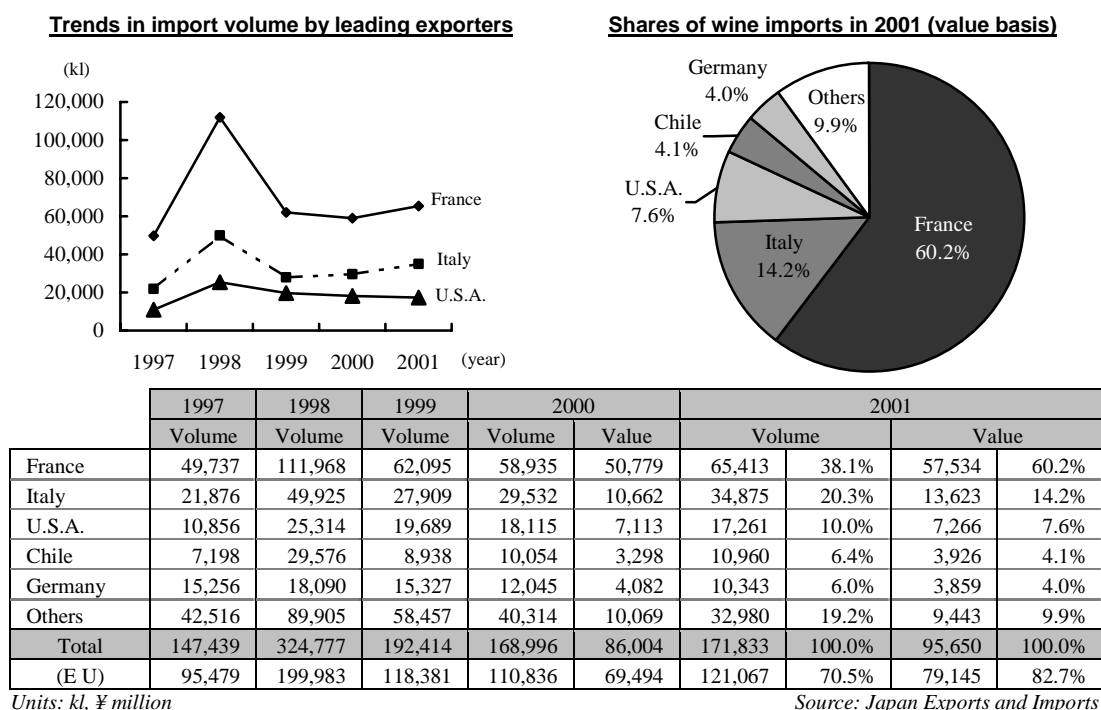 Trends in import volume by leading exporters
(kl)
120,000
100,000
80,000
60,000
40,000
20,000
0
France
Italy
U.S.A.
1997 1998 1999 2000 2001 (year)
Shares of wine imports in 2001 (value basis)
Germany
4.0%
Others
9.9%
Chile
4.1%
U.S.A.
7.6%
Italy
14.2%
France
60.2%
1997 1998 1999 2000 2001
Volume Volume Volume Volume Value Volume Value
France 49,737 111,968 62,095 58,935 50,779 65,413 38.1% 57,534 60.2%
Italy 21,876 49,925 27,909 29,532 10,662 34,875 20.3% 13,623 14.2%
U.S.A. 10,856 25,314 19,689 18,115 7,113 17,261 10.0% 7,266 7.6%
Chile 7,198 29,576 8,938 10,054 3,298 10,960 6.4% 3,926 4.1%
Germany 15,256 18,090 15,327 12,045 4,082 10,343 6.0% 3,859 4.0%
Others 42,516 89,905 58,457 40,314 10,069 32,980 19.2% 9,443 9.9%
Total 147,439 324,777 192,414 168,996 86,004 171,833 100.0% 95,650 100.0%
(E U) 95,479 199,983 118,381 110,836 69,494 121,067 70.5% 79,145 82.7%
Units: kl, ¥ million Source: Japan Exports and Imports